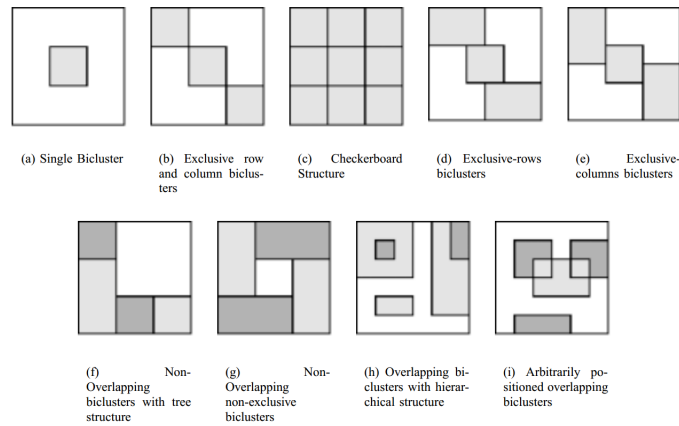 (a) Single Bicluster
(b) Exclusive row
and column biclus-
ters
(c) Checkerboard
Structure
(d) Exclusive-rows
biclusters
(e) Exclusive-
columns biclusters
(f) Non-
Overlapping
biclusters with tree
structure
(g) Non-
Overlapping
non-exclusive
biclusters
(h) Overlapping bi-
clusters with hierar-
chical structure
(i) Arbitrarily po-
sitioned overlapping
biclusters